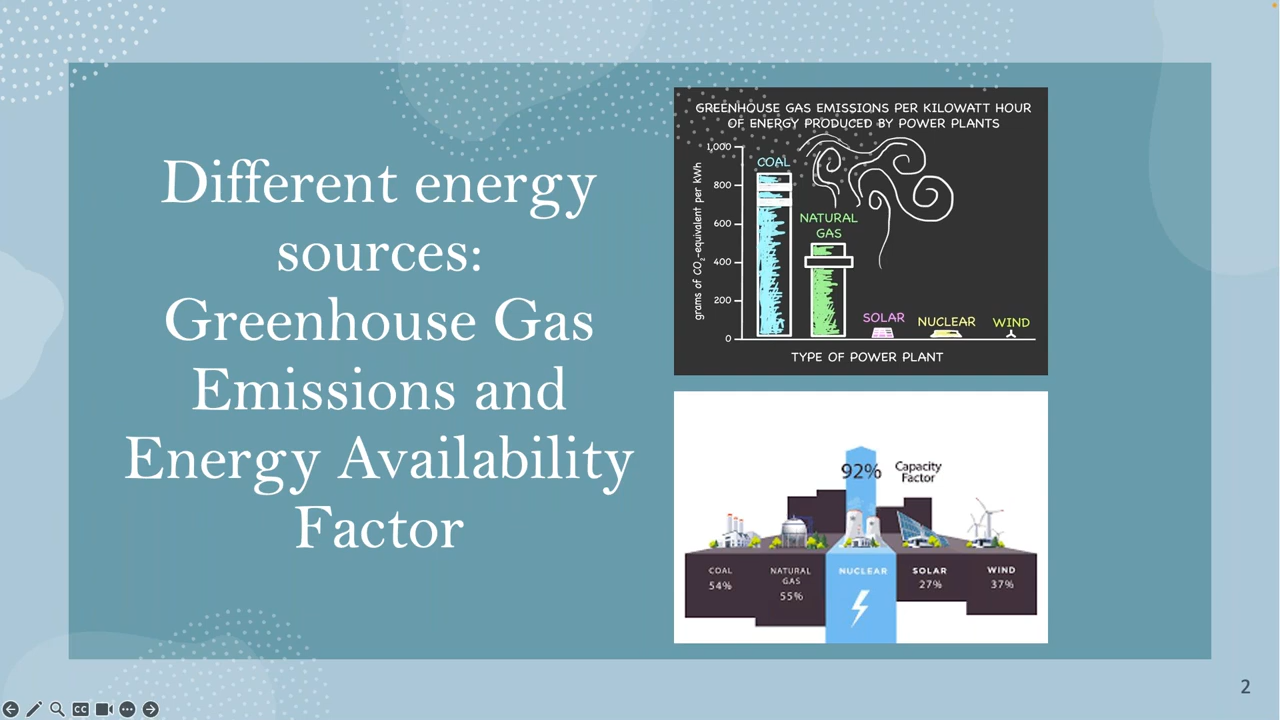 Different energy
sources:
Greenhouse Gas
Emissions and
Energy Availability
Factor
GREENHOUSE GAS EMISSIONS PER KILOWATT HOUR
OF ENERGY PRODUCED BY POWER PLANTS
grams of CO₂-equivalent per kWh
1,000
800
600
400
200
0
COAL
NATURAL
GAS
SOLAR
NUCLEAR
WIND
TYPE OF POWER PLANT
92%
Capacity
Factor
COAL
54%
NATURAL
GAS
55%
NUCLEAR
SOLAR
27%
WIND
37%
2
CC